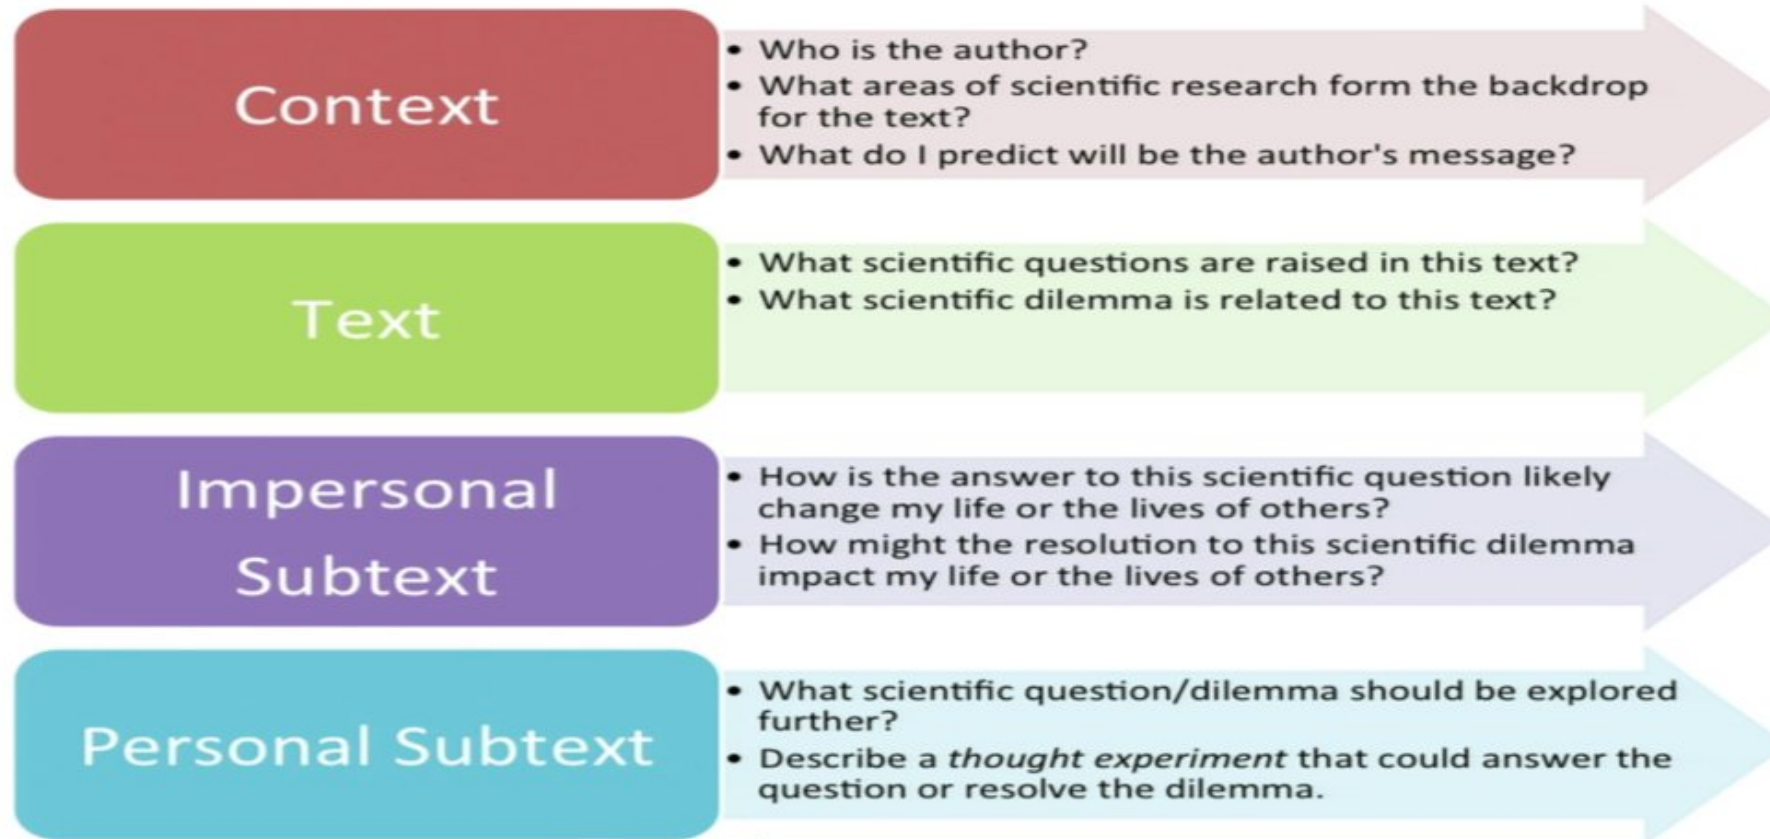 Context
• Who is the author?
• What areas of scientific research form the backdrop
for the text?
• What do I predict will be the author's message?
Text
• What scientific questions are raised in this text?
• What scientific dilemma is related to this text?
Impersonal
Subtext
• How is the answer to this scientific question likely
change my life or the lives of others?
• How might the resolution to this scientific dilemma
impact my life or the lives of others?
Personal Subtext
• What scientific question/dilemma should be explored
further?
• Describe a thought experiment that could answer the
question or resolve the dilemma.